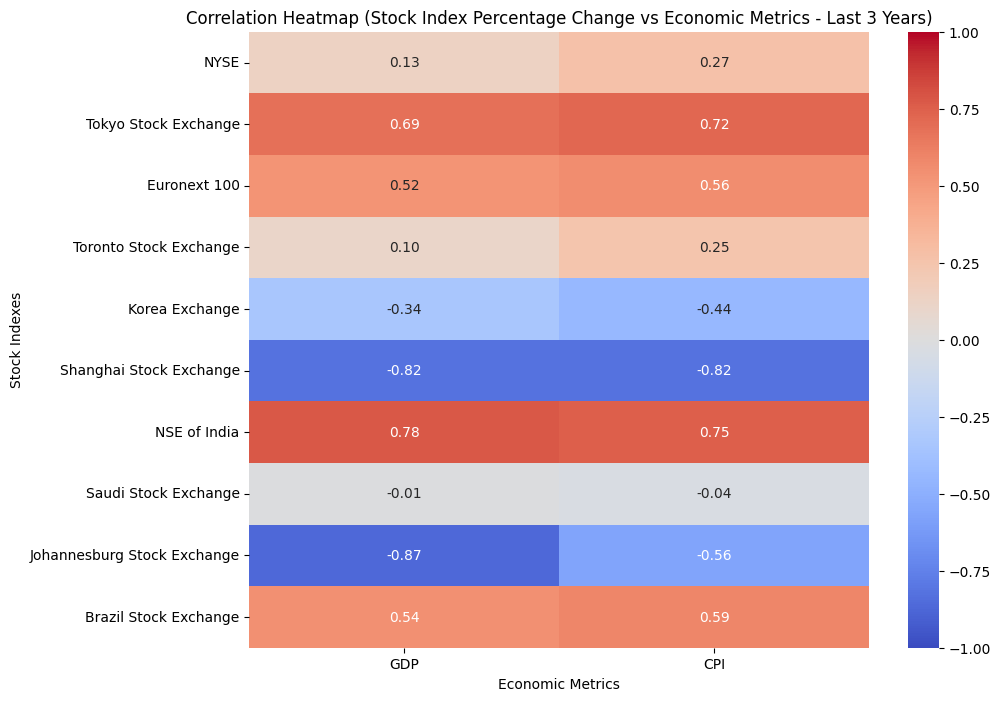 Correlation Heatmap (Stock Index Percentage Change vs Economic Metrics - Last 3 Years)
Stock Indexes
NYSE 0.13 0.27
Tokyo Stock Exchange 0.69 0.72
Euronext 100 0.52 0.56
Toronto Stock Exchange 0.10 0.25
Korea Exchange -0.34 -0.44
Shanghai Stock Exchange -0.82 -0.82
NSE of India 0.78 0.75
Saudi Stock Exchange -0.01 -0.04
Johannesburg Stock Exchange -0.87 -0.56
Brazil Stock Exchange 0.54 0.59
GDP CPI
Economic Metrics
1.00
0.75
0.50
0.25
0.00
−0.25
−0.50
−0.75
−1.00